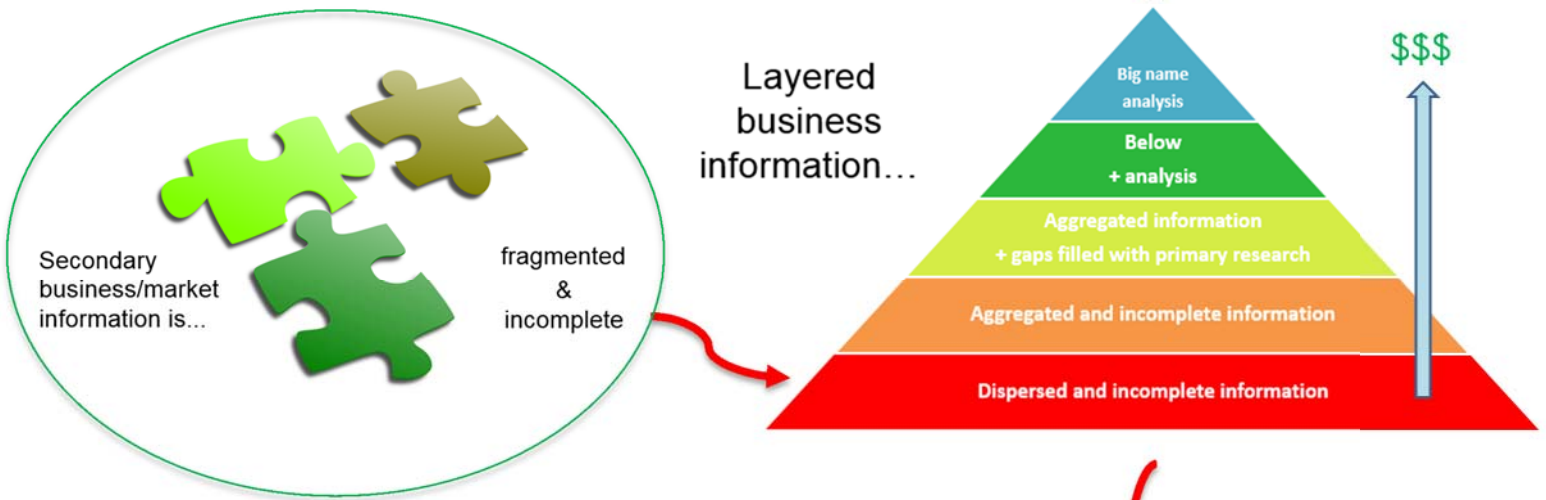 Secondary
business/market
information is...
fragmented
&
incomplete
Layered
business
information...
Big name
analysis
Below
+ analysis
Aggregated information
+ gaps filled with primary research
Aggregated and incomplete information
Dispersed and incomplete information
$$$